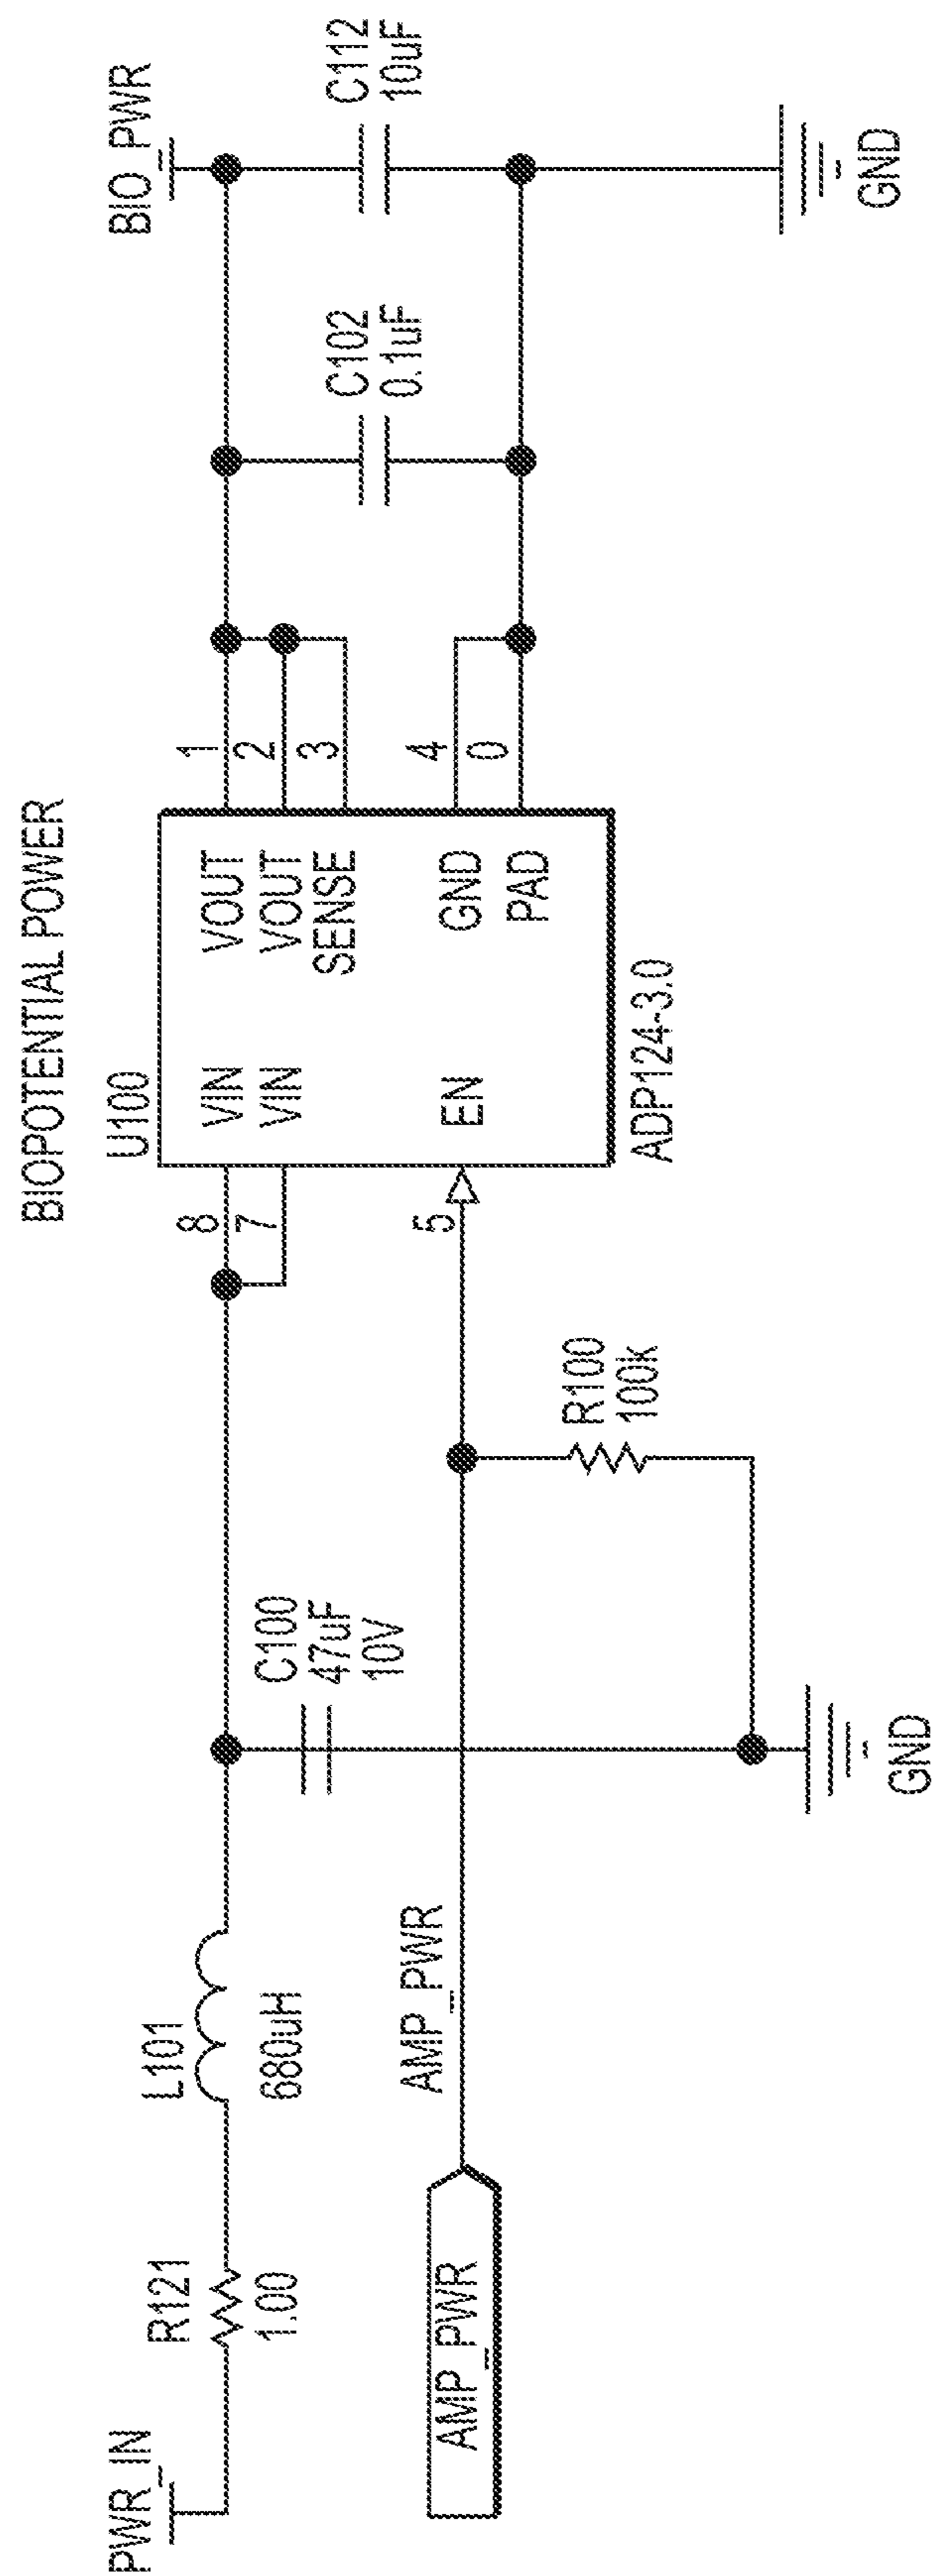 BIOPOTENTIAL POWER
PWR_IN
R121
1.00
L101
680uH
C100
47uF
10V
AMP_PWR
AMP_PWR
R100
100k
U100
8
7
5
VIN
VIN
EN
VOUT
VOUT
SENSE
GND
PAD
1
2
3
4
0
ADP124-3.0
C102
0.1uF
C112
10uF
BIO_PWR
GND
GND